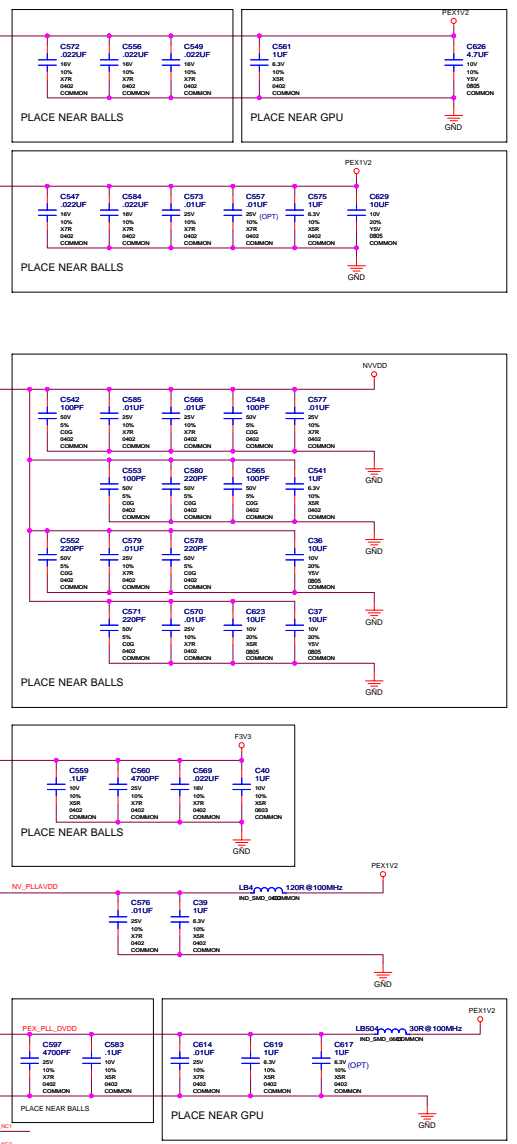 PEX1V2
C572
.022UF
16V
10%
X7R
0402
COMMON
C556
.022UF
16V
10%
X7R
0402
COMMON
C549
.022UF
16V
10%
X7R
0402
COMMON
C561
1UF
6.3V
10%
X5R
0402
COMMON
C626
4.7UF
10V
10%
Y5V
0805
COMMON
PLACE NEAR BALLS
PLACE NEAR GPU
GND
PEX1V2
C547
.022UF
16V
10%
X7R
0402
COMMON
C584
.022UF
16V
10%
X7R
0402
COMMON
C573
.01UF
25V
10%
X7R
0402
COMMON
C557
.01UF
25V
(OPT)
10%
X7R
0402
COMMON
C575
1UF
6.3V
10%
X5R
0402
COMMON
C629
10UF
10V
20%
Y5V
0805
COMMON
PLACE NEAR BALLS
GND
NVVDD
C542
100PF
50V
5%
C0G
0402
COMMON
C585
.01UF
25V
10%
X7R
0402
COMMON
C566
.01UF
25V
10%
X7R
0402
COMMON
C548
100PF
50V
5%
C0G
0402
COMMON
C577
.01UF
25V
10%
X7R
0402
COMMON
GND
C553
100PF
50V
5%
C0G
0402
COMMON
C580
220PF
50V
5%
C0G
0402
COMMON
C565
100PF
50V
5%
C0G
0402
COMMON
C541
1UF
6.3V
10%
X5R
0402
COMMON
GND
C552
220PF
50V
5%
C0G
0402
COMMON
C579
.01UF
25V
10%
X7R
0402
COMMON
C578
220PF
50V
5%
C0G
0402
COMMON
C36
10UF
10V
20%
Y5V
0805
COMMON
GND
C571
220PF
50V
5%
C0G
0402
COMMON
C570
.01UF
25V
10%
X7R
0402
COMMON
C623
10UF
10V
20%
X5R
0805
COMMON
C37
10UF
10V
20%
Y5V
0805
COMMON
GND
PLACE NEAR BALLS
F3V3
C559
.1UF
10V
10%
X5R
0402
COMMON
C560
4700PF
25V
10%
X7R
0402
COMMON
C569
.022UF
16V
10%
X7R
0402
COMMON
C40
1UF
10V
10%
X5R
0603
COMMON
PLACE NEAR BALLS
GND
PEX1V2
NV_PLLAVDD
LB4
120R@100MHz
C576
.01UF
25V
10%
X7R
0402
COMMON
C39
1UF
6.3V
10%
X5R
0402
COMMON
GND
PEX1V2
PEX_PLL_DVDD
LB504
30R@100MHz
C597
4700PF
25V
10%
X7R
0402
COMMON
C583
.1UF
10V
10%
X5R
0402
COMMON
C614
.01UF
25V
10%
X7R
0402
COMMON
C619
1UF
6.3V
10%
X5R
0402
COMMON
C617
1UF
6.3V
(OPT)
10%
X5R
0402
COMMON
PLACE NEAR BALLS
PLACE NEAR GPU
GND